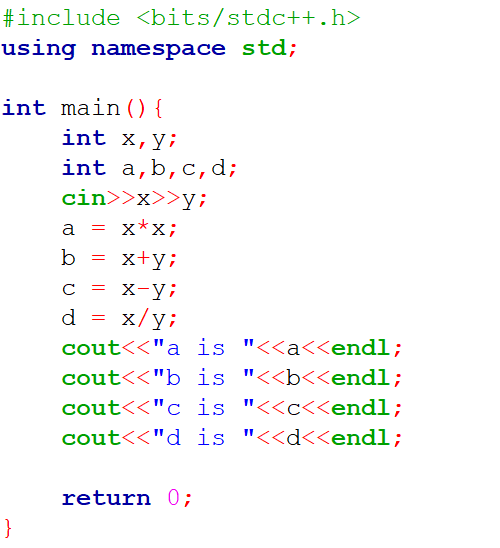 #include <bits/stdc++.h>
using namespace std;

int main(){
    int x,y;
    int a,b,c,d;
    cin>>x>>y;
    a = x*x;
    b = x+y;
    c = x-y;
    d = x/y;
    cout<<"a is "<<a<<endl;
    cout<<"b is "<<b<<endl;
    cout<<"c is "<<c<<endl;
    cout<<"d is "<<d<<endl;

    return 0;
}